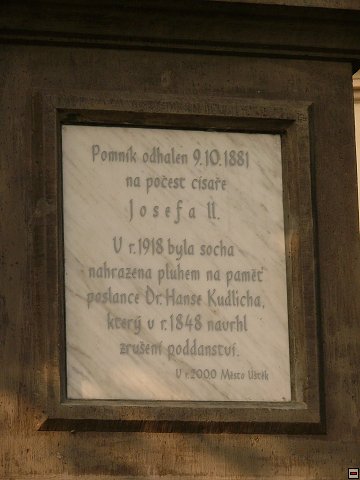 Pomník odhalen 9.10.1881
na počest císaře
Josefa II.
U r.1918 byla socha
nahrazena pluhem na paměť
poslance Dr.Hanse Kudlicha,
který v r.1848 navrhl
zrušení poddanství.
U r.2000 Město Úštěk